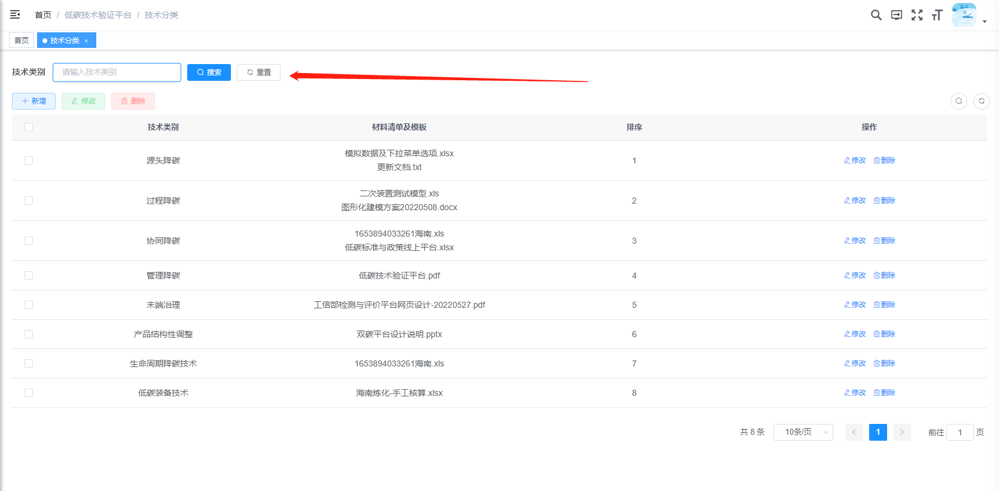 首页 / 低碳技术验证平台 / 技术分类
首页 技术分类 ×
技术类别 请输入技术类别 搜索 重置
新增 修改 删除
技术类别 材料清单及模板 排序 操作
源头降碳 模拟数据及下拉菜单选项.xlsx 1 修改 删除
更新文档.txt
过程降碳 二次装置测试模型.xls 2 修改 删除
图形化建模方案20220508.docx
协同降碳 1653894033261海南.xls 3 修改 删除
低碳标准与政策线上平台.xlsx
管理降碳 低碳技术验证平台.pdf 4 修改 删除
末端治理 工信部检测与评价平台网页设计-20220527.pdf 5 修改 删除
产品结构性调整 双碳平台设计说明.pptx 6 修改 删除
生命周期降碳技术 1653894033261海南.xls 7 修改 删除
低碳装备技术 海南炼化-手工核算.xlsx 8 修改 删除
共 8 条 10条/页 1 前往 1 页